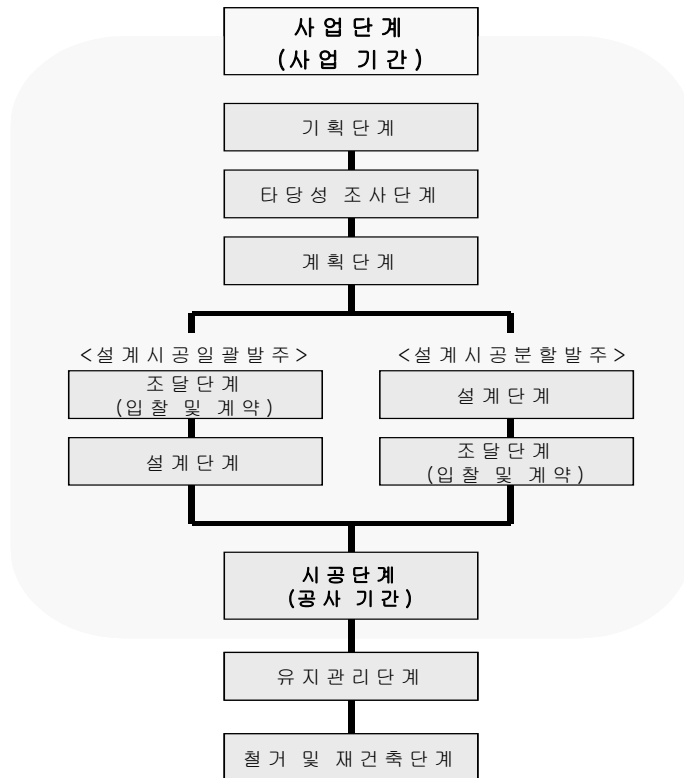 사업단계
(사업 기간)
기획단계
타당성 조사단계
계획단계
<설계시공일괄발주>
<설계시공분할발주>
조달단계
(입찰 및 계약)
설계단계
설계단계
조달단계
(입찰 및 계약)
시공단계
(공사 기간)
유지관리단계
철거 및 재건축단계